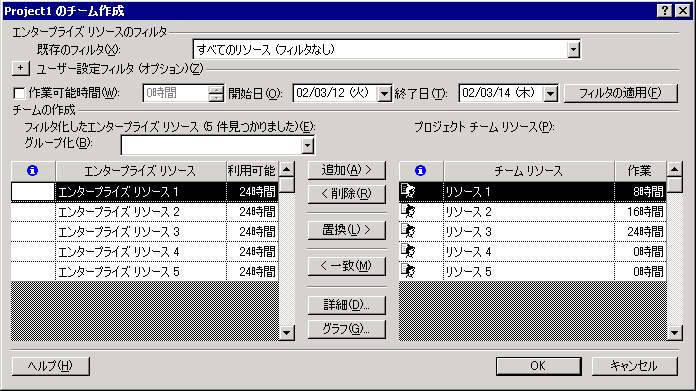 Project1 のチーム作成
エンタープライズ リソースのフィルタ
既存のフィルタ(X): すべてのリソース (フィルタなし)
+ ユーザー設定フィルタ (オプション)(Z)
作業可能時間(W): 0時間 開始日(O): 02/03/12 (火) 終了日(T): 02/03/14 (木) フィルタの適用(F)
チームの作成
フィルタ化したエンタープライズ リソース (5 件見つかりました)(E): プロジェクト チーム リソース(P):
グループ化(B):
エンタープライズ リソース 利用可能 追加(A) > チーム リソース 作業
エンタープライズ リソース 1 24時間 < 削除(R) リソース 1 8時間
エンタープライズ リソース 2 24時間 リソース 2 16時間
エンタープライズ リソース 3 24時間 置換(L) > リソース 3 24時間
エンタープライズ リソース 4 24時間 リソース 4 0時間
エンタープライズ リソース 5 24時間 < 一致(M) リソース 5 0時間
詳細(D)...
グラフ(G)...
ヘルプ(H) OK キャンセル